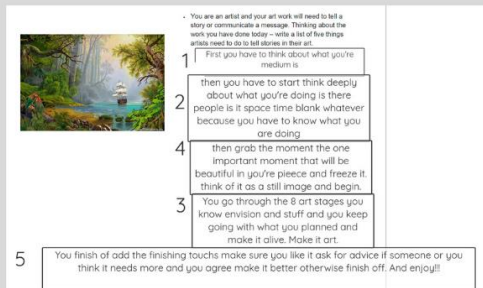 • You are an artist and your art work will need to tell a
story or communicate a message. Thinking about the
work you have done today – write a list of five things
artists need to do to tell stories in their art.
1
First you have to think about what you're
medium is
2
then you have to start think deeply
about what you're doing is there
people is it space time blank whatever
because you have to know what you
are doing
4
then grab the moment the one
important moment that will be
beautiful in you're pieece and freeze it.
think of it as a still image and begin.
3
You go through the 8 art stages you
know envision and stuff and you keep
going with what you planned and
make it alive. Make it art.
5
You finish of add the finishing touchs make sure you like it ask for advice if someone or you
think it needs more and you agree make it better otherwise finish off. And enjoy!!!